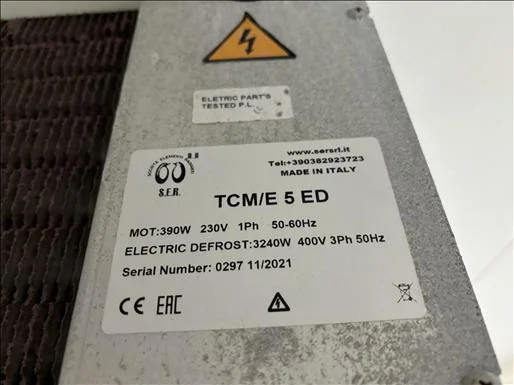 ELETRIC PART'S
TESTED P.L.
www.sersrl.it
Tel:+390382923723
MADE IN ITALY
S.E.R.
TCM/E 5 ED
MOT:390W 230V 1Ph 50-60Hz
ELECTRIC DEFROST:3240W 400V 3Ph 50Hz
Serial Number: 0297 11/2021
CE EAC